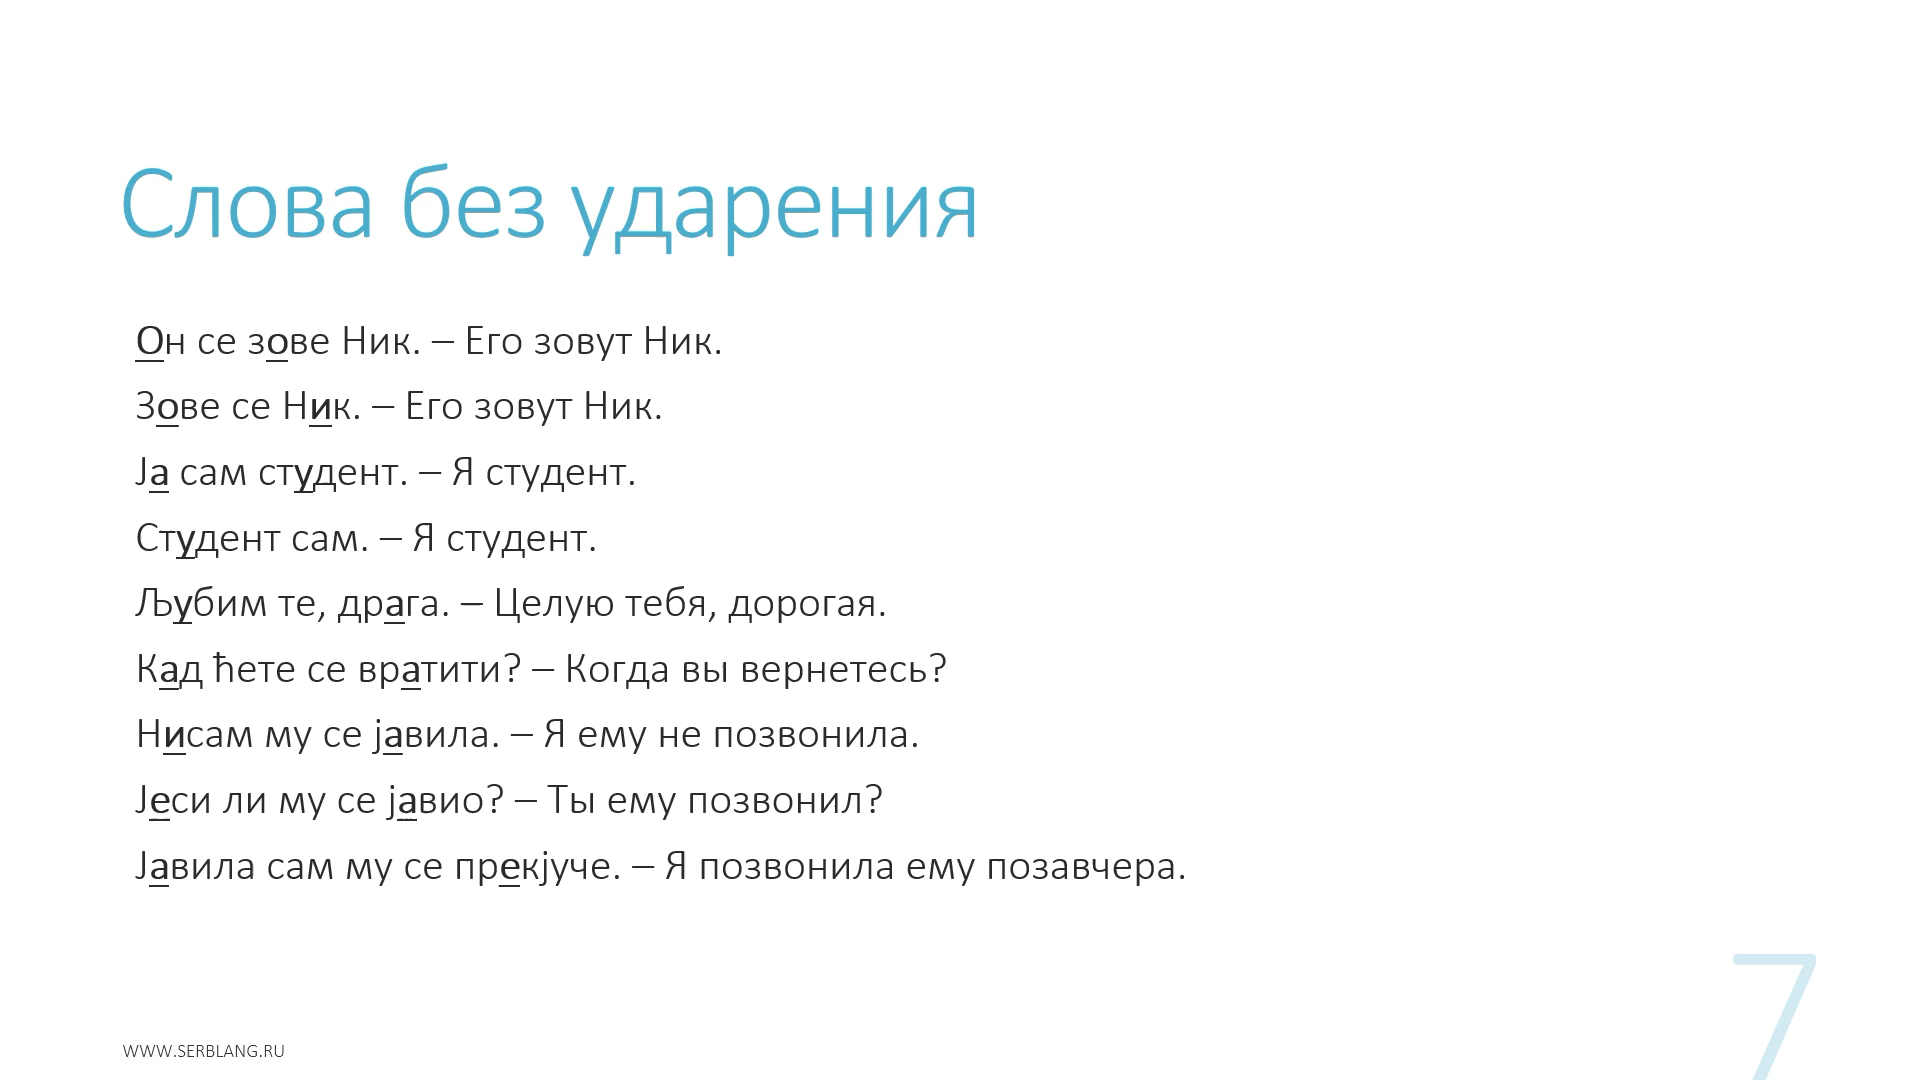 Слова без ударения
Он се зове Ник. – Его зовут Ник.
Зове се Ник. – Его зовут Ник.
Ја сам студент. – Я студент.
Студент сам. – Я студент.
Љубим те, драга. – Целую тебя, дорогая.
Кад ћете се вратити? – Когда вы вернетесь?
Нисам му се јавила. – Я ему не позвонила.
Јеси ли му се јавио? – Ты ему позвонил?
Јавила сам му се прекјуче. – Я позвонила ему позавчера.
7
WWW.SERBLANG.RU